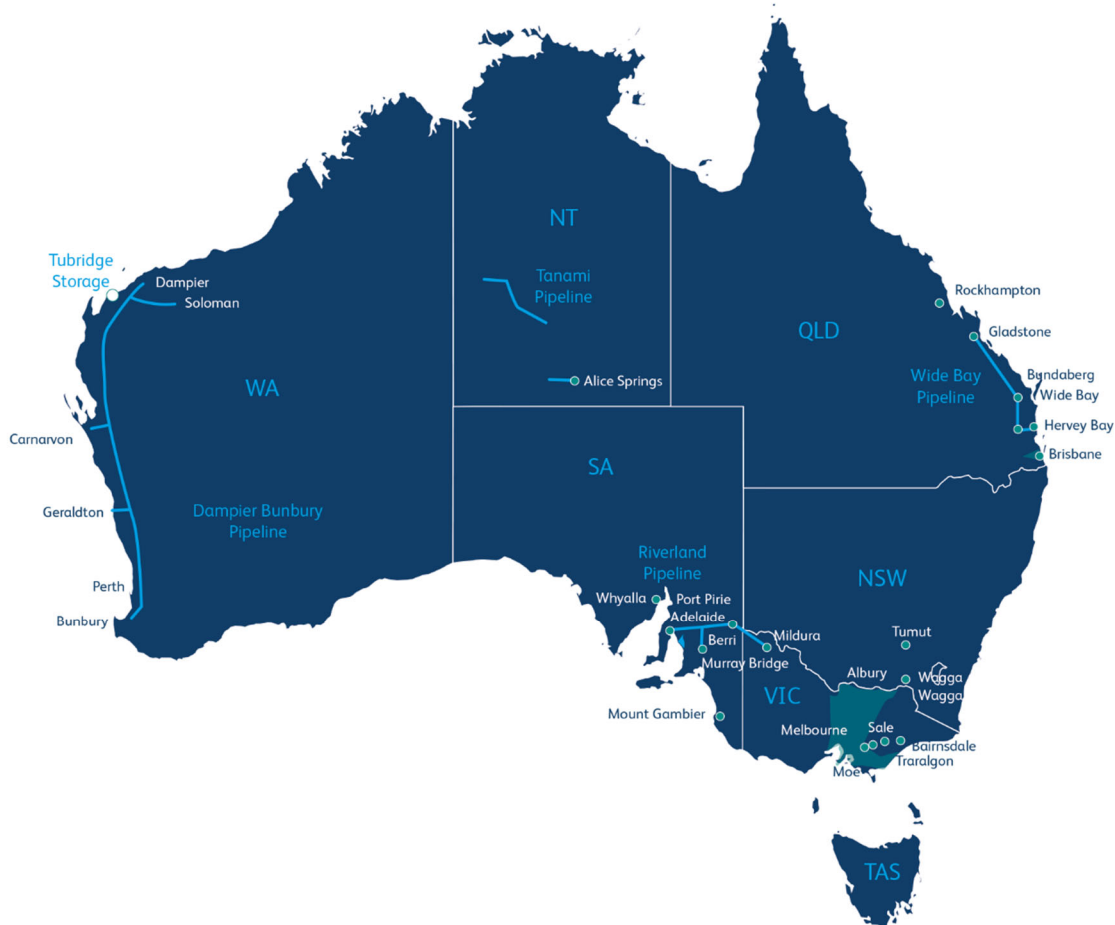 NT
Tubridge
Storage
Dampier
Soloman
Tanami
Pipeline
Rockhampton
Gladstone
QLD
WA
Alice Springs
Wide Bay
Pipeline
Bundaberg
Wide Bay
Hervey Bay
Brisbane
Carnarvon
SA
Geraldton
Dampier Bunbury
Pipeline
Riverland
Pipeline
NSW
Perth
Bunbury
Whyalla
Port Pirie
Adelaide
Berri
Murray Bridge
Mildura
Tumut
Albury
Wagga
Wagga
VIC
Mount Gambier
Melbourne
Sale
Bairnsdale
Traralgon
Moe
TAS